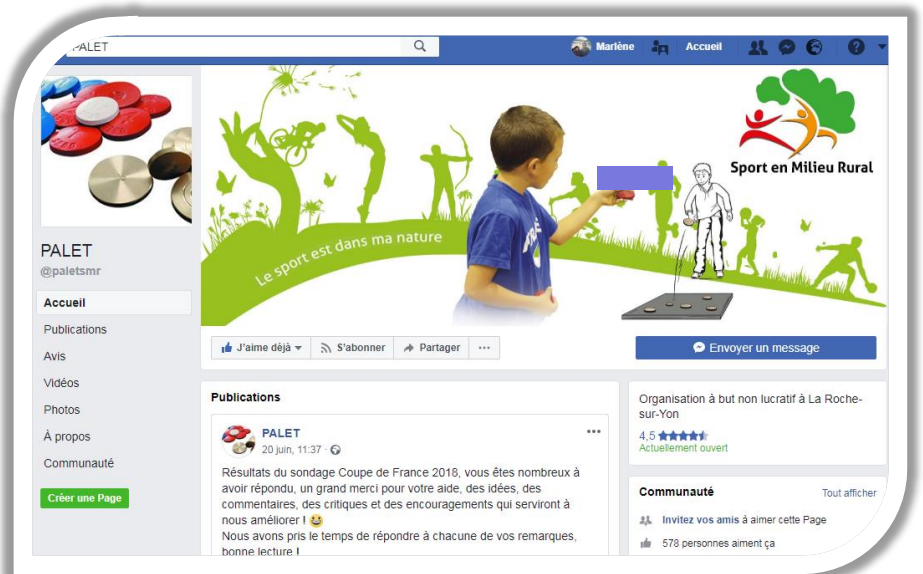 PALET
Marlène
Accueil
Sport en Milieu Rural
Le sport est dans ma nature
PALET
@paletsmr
Accueil
Publications
Avis
Vidéos
Photos
À propos
Communauté
Créer une Page
J'aime déjà
S'abonner
Partager
Envoyer un message
Publications
PALET
20 juin, 11:37
Résultats du sondage Coupe de France 2018, vous êtes nombreux à
avoir répondu, un grand merci pour votre aide, des idées, des
commentaires, des critiques et des encouragements qui serviront à
nous améliorer !
Nous avons pris le temps de répondre à chacune de vos remarques,
bonne lecture !
Organisation à but non lucratif à La Roche-
sur-Yon
4,5
Actuellement ouvert
Communauté
Tout afficher
Invitez vos amis à aimer cette Page
578 personnes aiment ça